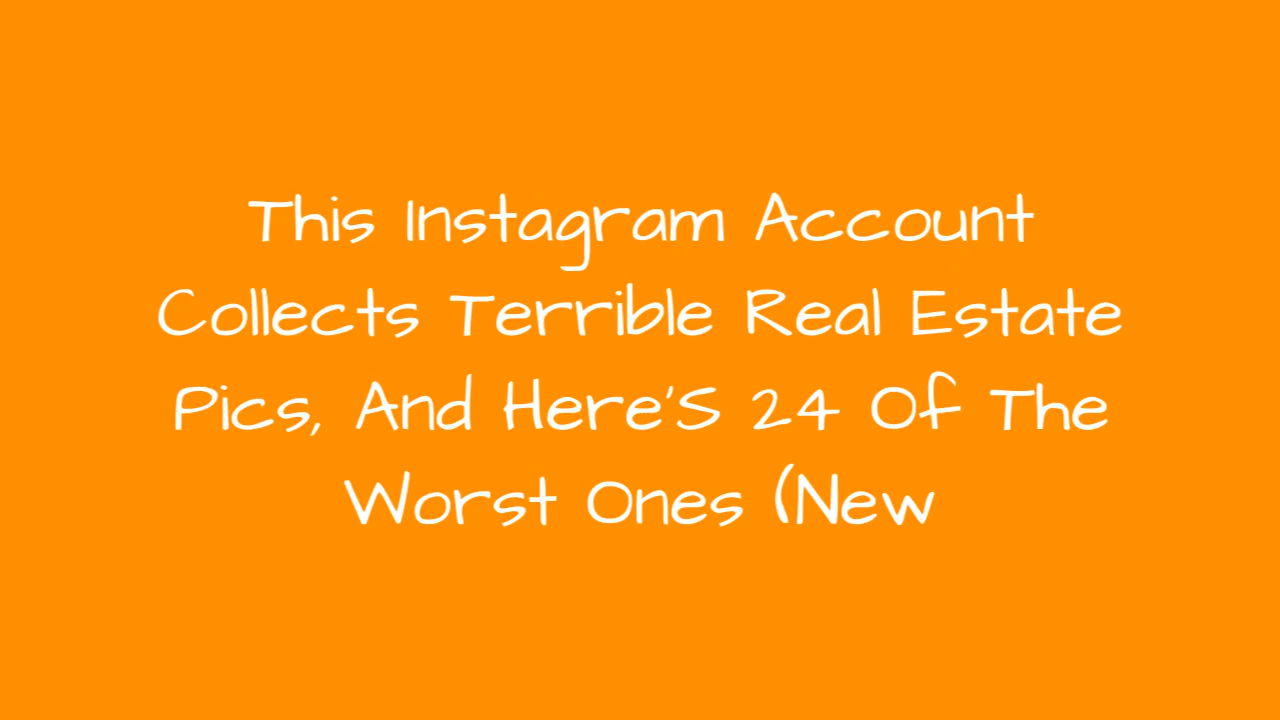 This Instagram Account
Collects Terrible Real Estate
Pics, And Here'S 24 Of The
Worst Ones (New